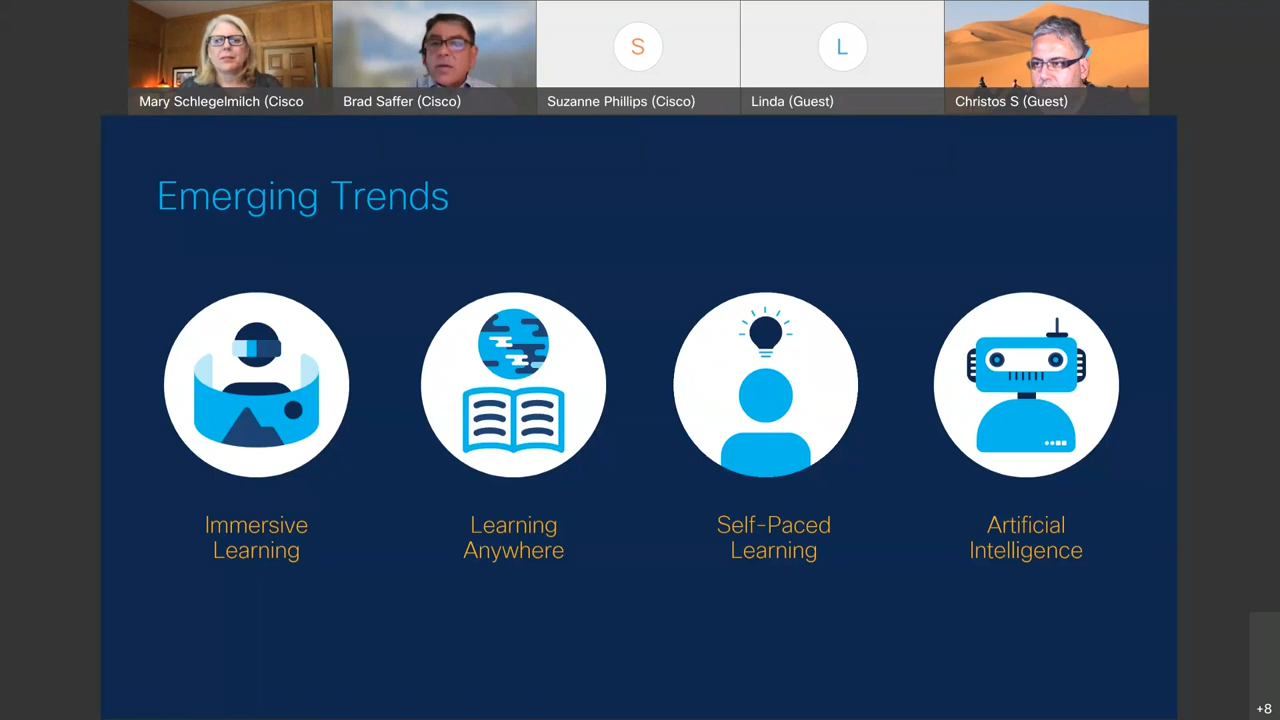 Mary Schlegelmilch (Cisco
Brad Saffer (Cisco)
S
Suzanne Phillips (Cisco)
L
Linda (Guest)
Christos S (Guest)
Emerging Trends
Immersive
Learning
Learning
Anywhere
Self-Paced
Learning
Artificial
Intelligence
+8